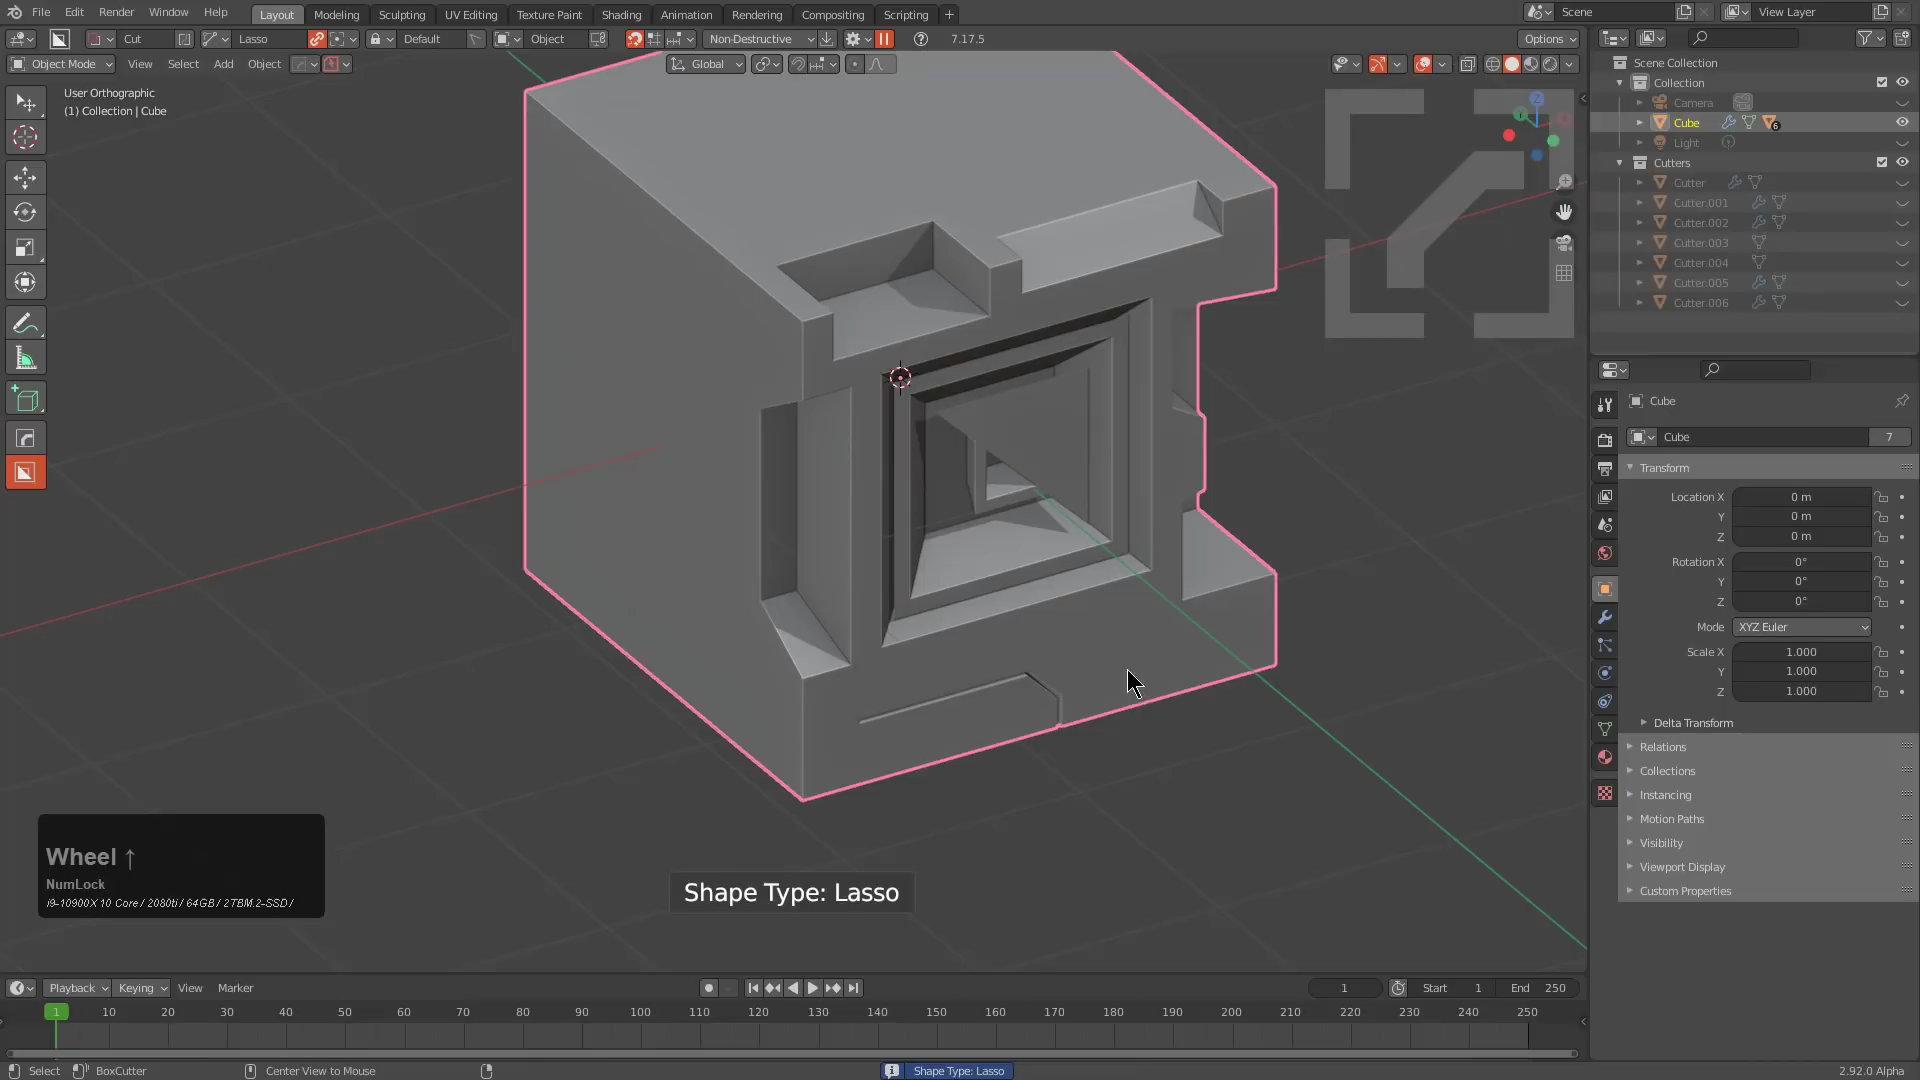 File Edit Render Window Help Layout Modeling Sculpting UV Editing Texture Paint Shading Animation Rendering Compositing Scripting + Scene View Layer
Cut Lasso Default Object Non-Destructive 7.17.5 Options
Object Mode View Select Add Object Global
User Orthographic
(1) Collection | Cube
Scene Collection
Collection
Camera
Cube 6
Light
Cutters
Cutter
Cutter.001
Cutter.002
Cutter.003
Cutter.004
Cutter.005
Cutter.006
Z
Cube
Cube 7
Transform
Location X 0 m
Y 0 m
Z 0 m
Rotation X 0°
Y 0°
Z 0°
Mode XYZ Euler
Scale X 1.000
Y 1.000
Z 1.000
Delta Transform
Relations
Collections
Instancing
Motion Paths
Visibility
Viewport Display
Custom Properties
Wheel ↑
NumLock
i9-10900X 10 Core / 2080ti / 64GB / 2TBM.2-SSD /
Shape Type: Lasso
Playback Keying View Marker 1 Start 1 End 250
1 10 20 30 40 50 60 70 80 90 100 110 120 130 140 150 160 170 180 190 200 210 220 230 240 250
Select BoxCutter Center View to Mouse Shape Type: Lasso 2.92.0 Alpha